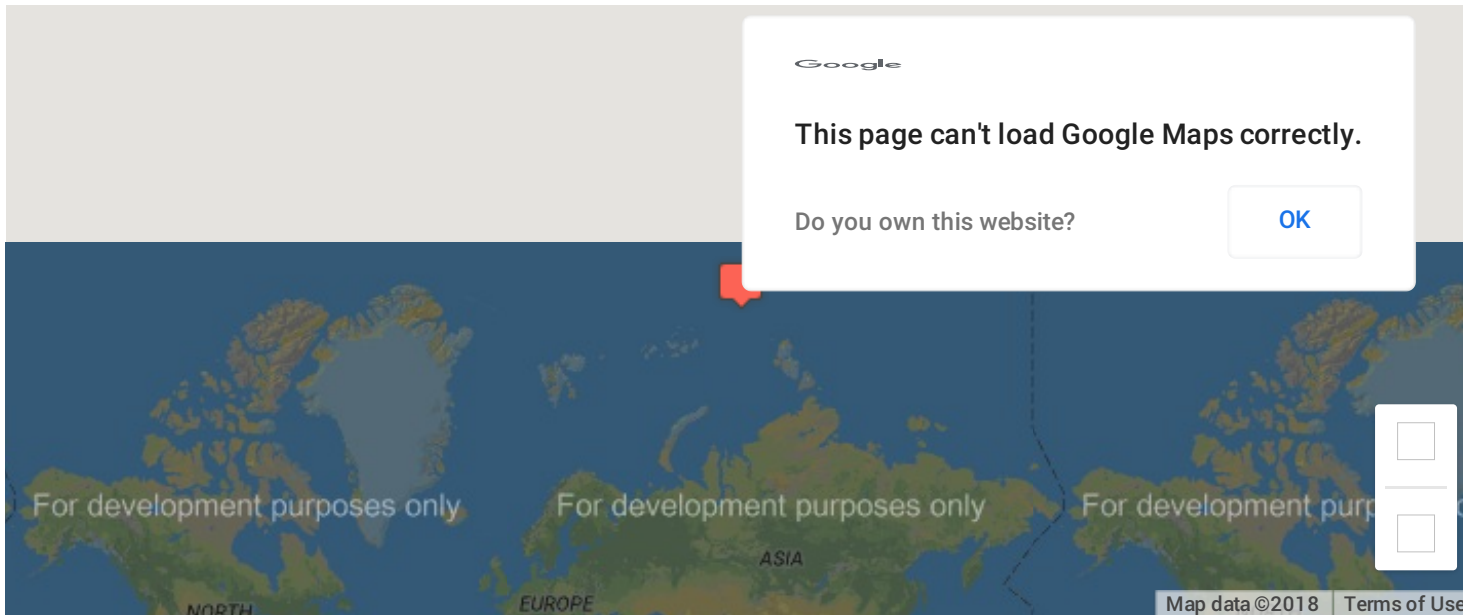 Google
This page can't load Google Maps correctly.
Do you own this website?
OK
For development purposes only
For development purposes only
For development purp
ASIA
EUROPE
NORTH
Map data ©2018
Terms of Use